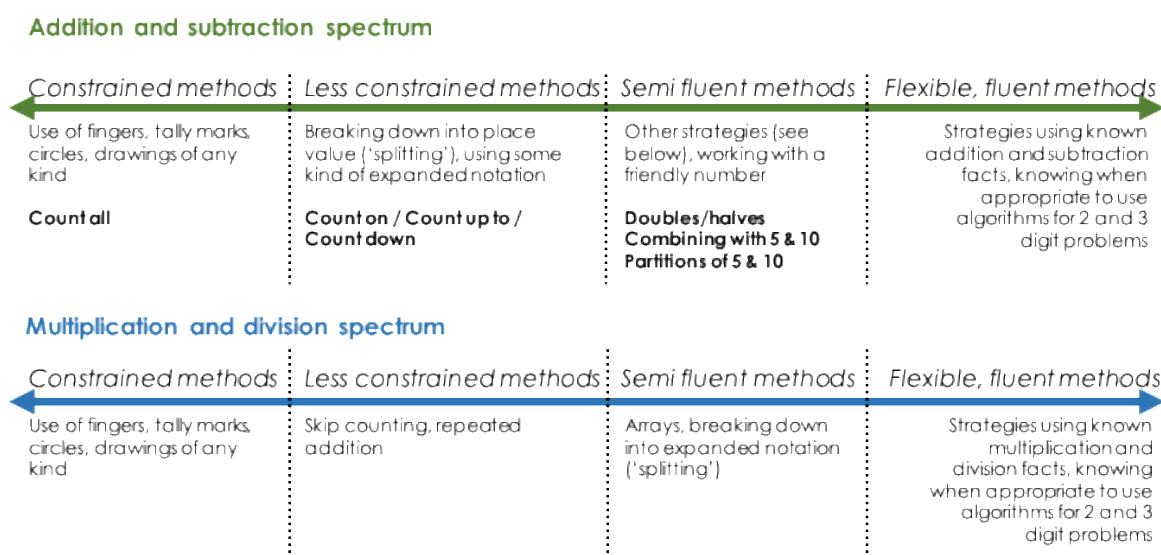 Addition and subtraction spectrum
Constrained methods
Less constrained methods
Semi fluent methods
Flexible, fluent methods
Use of fingers, tally marks,
circles, drawings of any
kind
Count all
Breaking down into place
value (‘splitting’), using some
kind of expanded notation
Count on / Count up to /
Count down
Other strategies (see
below), working with a
friendly number
Doubles/halves
Combining with 5 & 10
Partitions of 5 & 10
Strategies using known
addition and subtraction
facts, knowing when
appropriate to use
algorithms for 2 and 3
digit problems
Multiplication and division spectrum
Constrained methods
Less constrained methods
Semi fluent methods
Flexible, fluent methods
Use of fingers, tally marks,
circles, drawings of any
kind
Skip counting, repeated
addition
Arrays, breaking down
into expanded notation
(‘splitting’)
Strategies using known
multiplication and
division facts, knowing
when appropriate to use
algorithms for 2 and 3
digit problems